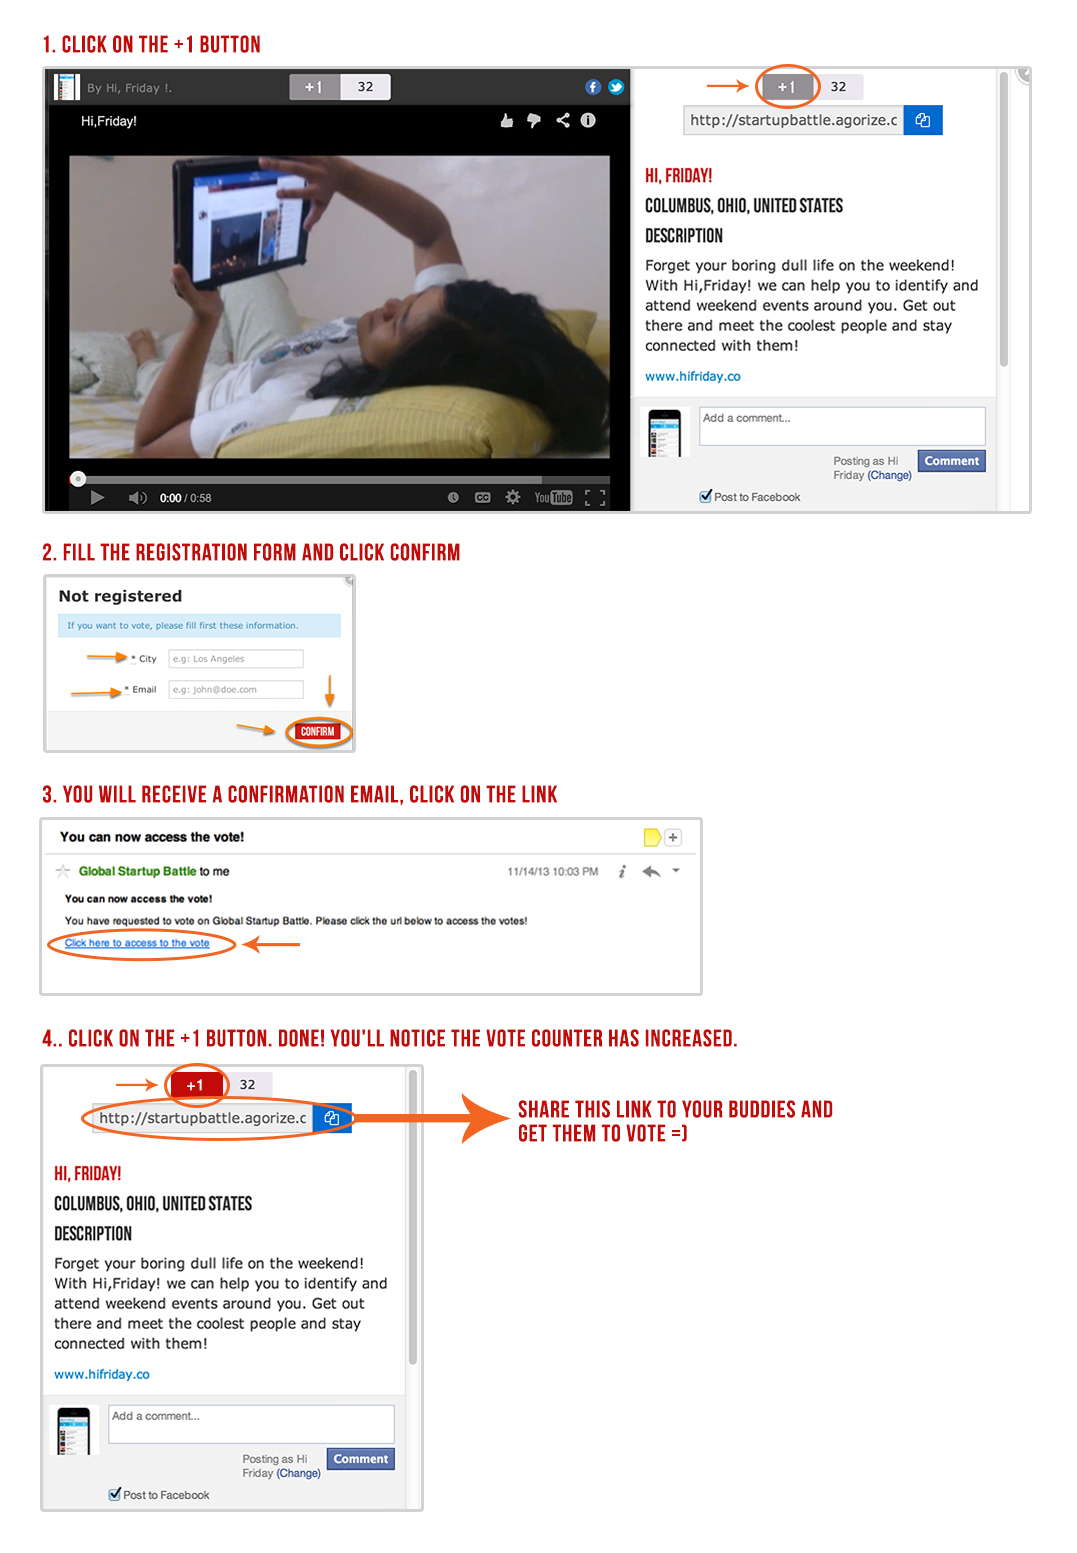 1. CLICK ON THE +1 BUTTON
By Hi, Friday !.
+1 32
Hi,Friday!
0:00 / 0:58
CC
YouTube
+1 32
http://startupbattle.agorize.c
HI, FRIDAY!
COLUMBUS, OHIO, UNITED STATES
DESCRIPTION
Forget your boring dull life on the weekend!
With Hi,Friday! we can help you to identify and
attend weekend events around you. Get out
there and meet the coolest people and stay
connected with them!
www.hifriday.co
Add a comment...
Posting as Hi
Friday (Change)
Comment
Post to Facebook
2. FILL THE REGISTRATION FORM AND CLICK CONFIRM
Not registered
If you want to vote, please fill first these information.
* City e.g: Los Angeles
* Email e.g: john@doe.com
CONFIRM
3. YOU WILL RECEIVE A CONFIRMATION EMAIL, CLICK ON THE LINK
You can now access the vote!
Global Startup Battle to me 11/14/13 10:03 PM
You can now access the vote!
You have requested to vote on Global Startup Battle. Please click the url below to access the votes!
Click here to access to the vote
4.. CLICK ON THE +1 BUTTON. DONE! YOU'LL NOTICE THE VOTE COUNTER HAS INCREASED.
+1 32
http://startupbattle.agorize.c
SHARE THIS LINK TO YOUR BUDDIES AND
GET THEM TO VOTE =)
HI, FRIDAY!
COLUMBUS, OHIO, UNITED STATES
DESCRIPTION
Forget your boring dull life on the weekend!
With Hi,Friday! we can help you to identify and
attend weekend events around you. Get out
there and meet the coolest people and stay
connected with them!
www.hifriday.co
Add a comment...
Posting as Hi
Friday (Change)
Comment
Post to Facebook